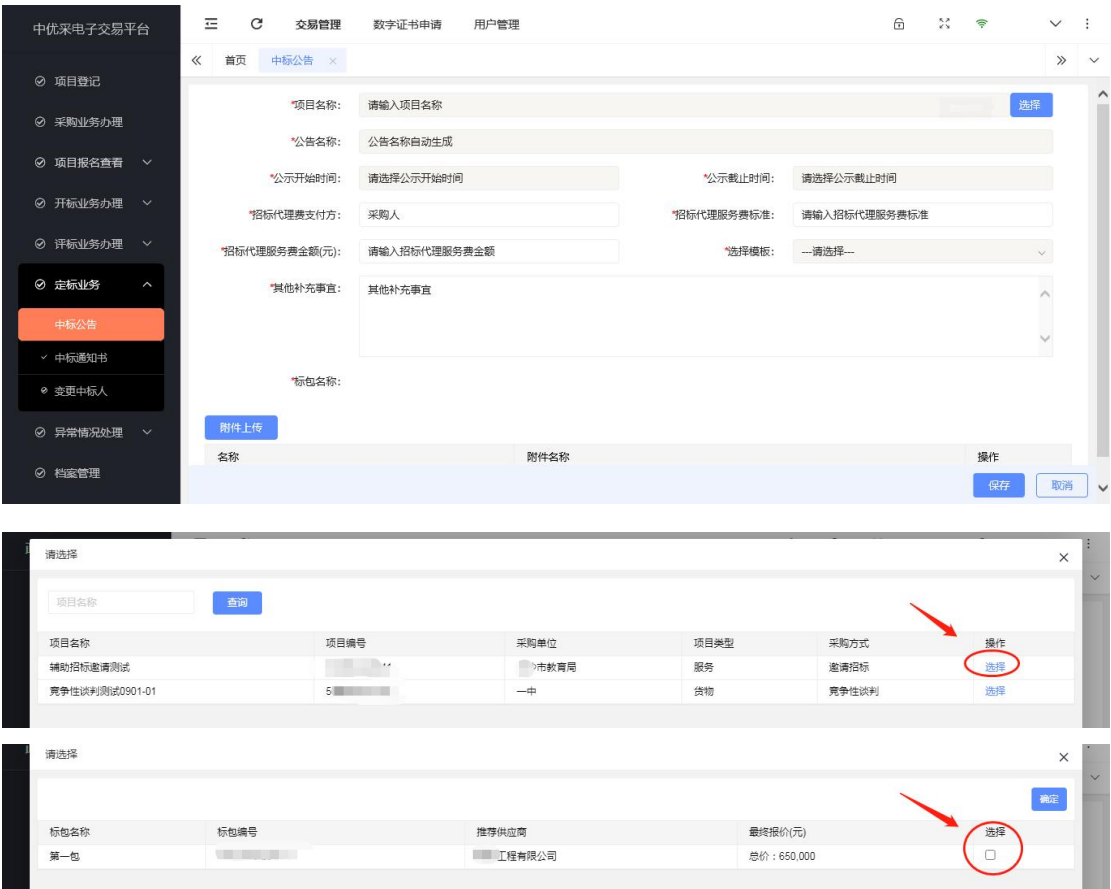 中优采电子交易平台
交易管理 数字证书申请 用户管理
首页 中标公告
项目登记
采购业务办理
项目报名查看
开标业务办理
评标业务办理
定标业务
中标公告
中标通知书
变更中标人
异常情况处理
档案管理
*项目名称: 请输入项目名称 选择
*公告名称: 公告名称自动生成
*公示开始时间: 请选择公示开始时间 *公示截止时间: 请选择公示截止时间
*招标代理费支付方: 采购人 *招标代理服务费标准: 请输入招标代理服务费标准
*招标代理服务费金额(元): 请输入招标代理服务费金额 *选择模板: ---请选择---
*其他补充事宜: 其他补充事宜
*标包名称:
附件上传
名称 附件名称 操作
保存 取消
请选择
项目名称 查询
项目名称 项目编号 采购单位 项目类型 采购方式 操作
辅助招标邀请测试 市教育局 服务 邀请招标 选择
竞争性谈判测试0901-01 5 一中 货物 竞争性谈判 选择
请选择
确定
标包名称 标包编号 推荐供应商 最终报价(元) 选择
第一包 工程有限公司 总价：650,000